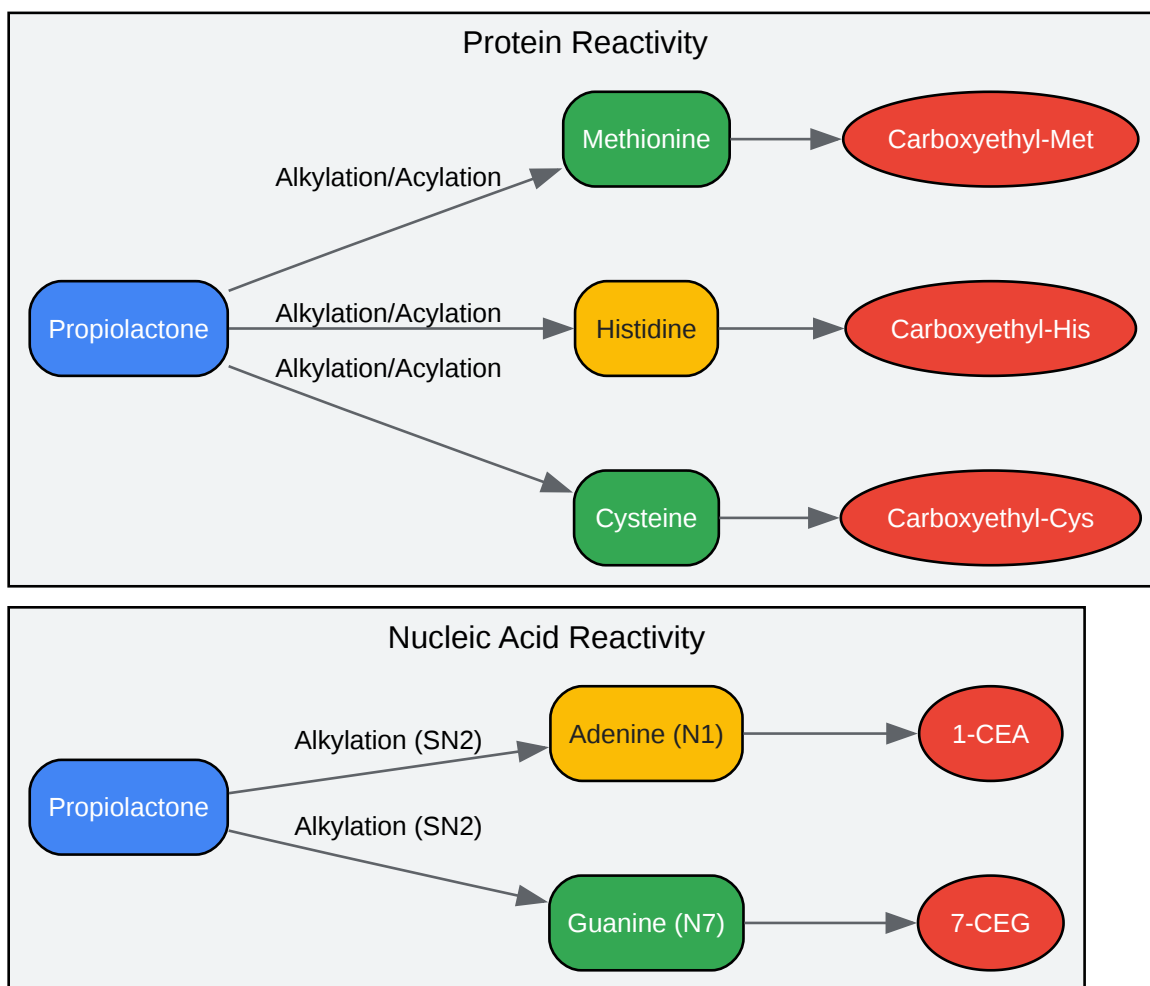 Protein Reactivity
Methionine
Carboxyethyl-Met
Alkylation/Acylation
Propiolactone
Alkylation/Acylation
Histidine
Carboxyethyl-His
Alkylation/Acylation
Cysteine
Carboxyethyl-Cys
Nucleic Acid Reactivity
Adenine (N1)
1-CEA
Alkylation (SN2)
Propiolactone
Alkylation (SN2)
Guanine (N7)
7-CEG